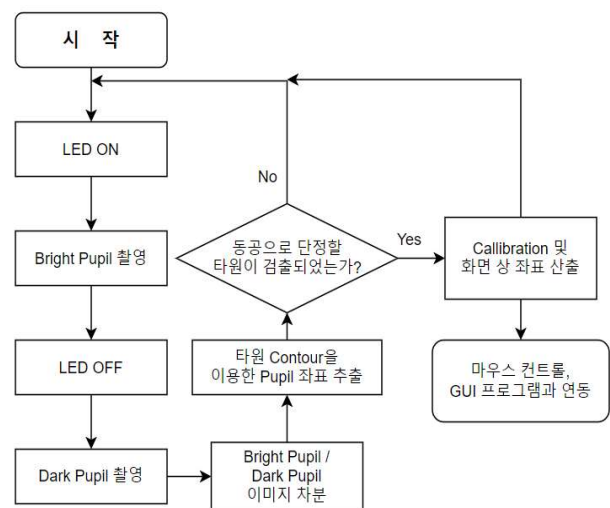 시 작
LED ON
Bright Pupil 촬영
LED OFF
Dark Pupil 촬영
Bright Pupil /
Dark Pupil
이미지 차분
타원 Contour을
이용한 Pupil 좌표 추출
동공으로 단정할
타원이 검출되었는가?
No
Yes
Callibration 및
화면 상 좌표 산출
마우스 컨트롤,
GUI 프로그램과 연동